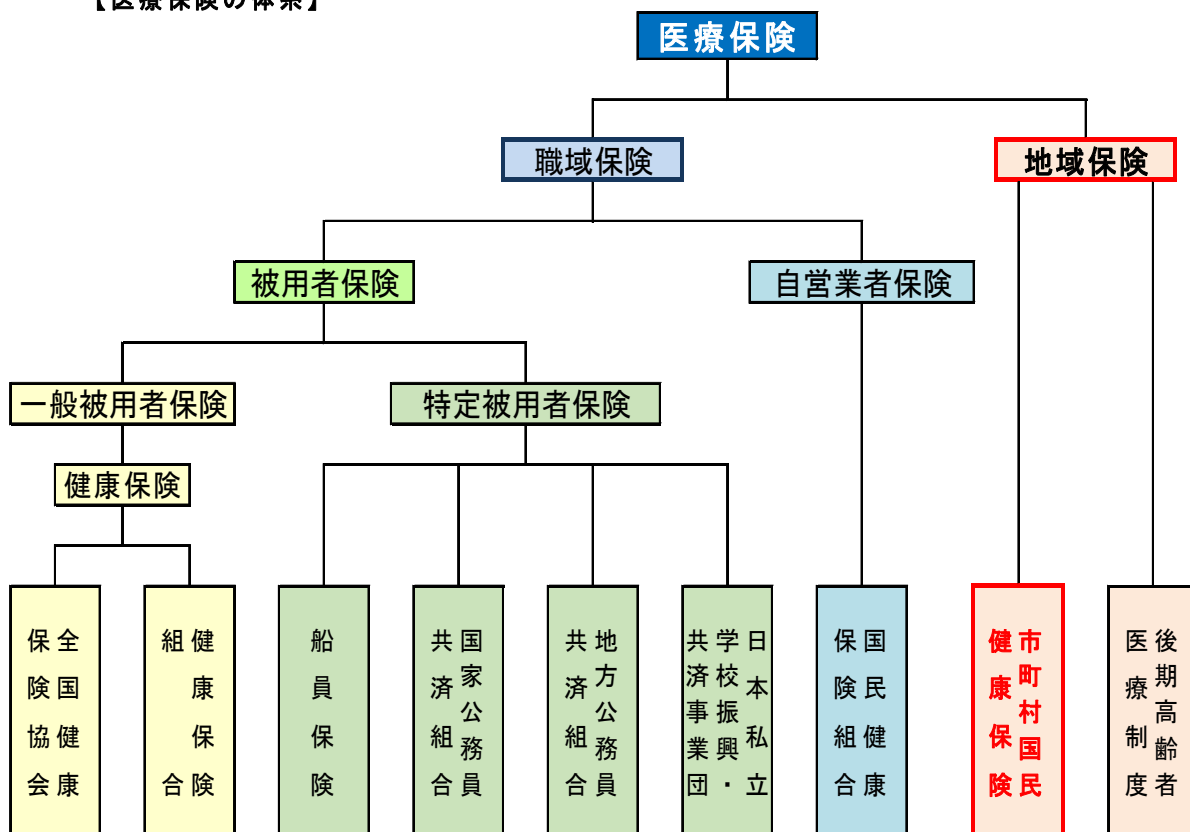 【医療保険の体系】
医療保険
職域保険
地域保険
被用者保険
自営業者保険
一般被用者保険
特定被用者保険
健康保険
全国健康
保険協会
健康保険
組合
船員保険
国家公務員
共済組合
地方公務員
共済組合
日本私立
学校振興・
共済事業団
国民健康
保険組合
市町村国民
健康保険
後期高齢者
医療制度